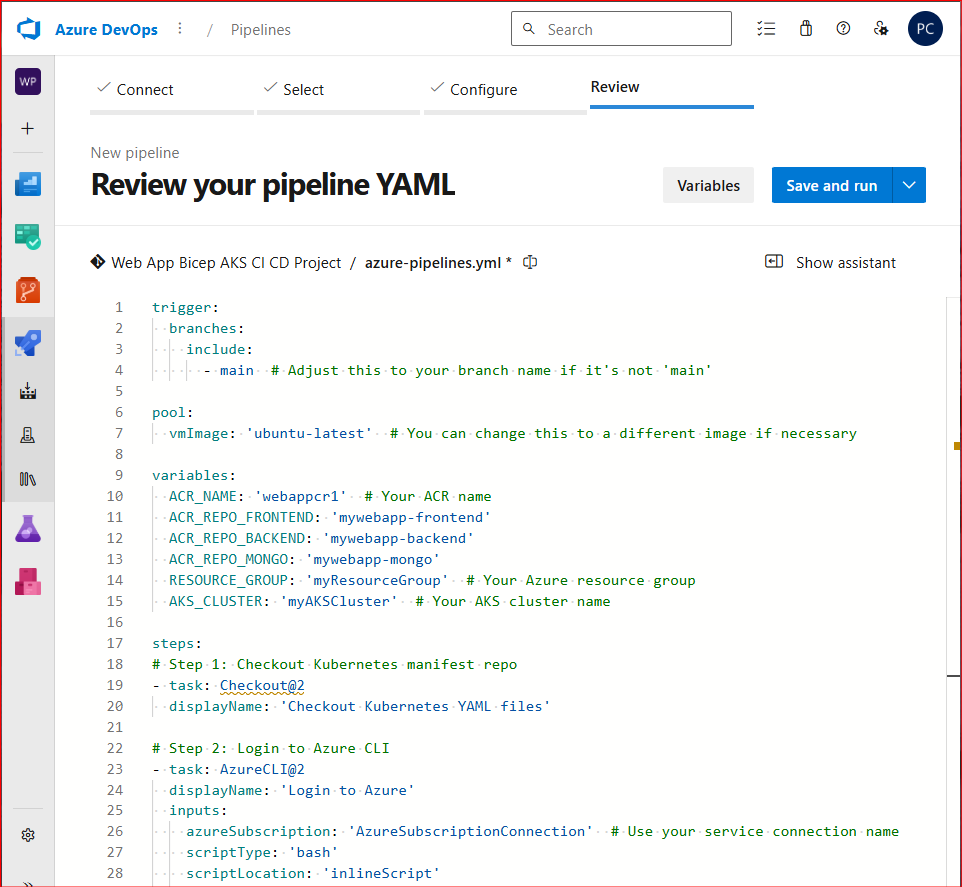 Azure DevOps / Pipelines
Search
PC
WP
Connect
Select
Configure
Review
New pipeline
Review your pipeline YAML
Variables
Save and run
Web App Bicep AKS CI CD Project / azure-pipelines.yml *
Show assistant
1 trigger:
2   branches:
3     include:
4       - main  # Adjust this to your branch name if it's not 'main'
5
6 pool:
7   vmImage: 'ubuntu-latest'  # You can change this to a different image if necessary
8
9 variables:
10   ACR_NAME: 'webappcr1'  # Your ACR name
11   ACR_REPO_FRONTEND: 'mywebapp-frontend'
12   ACR_REPO_BACKEND: 'mywebapp-backend'
13   ACR_REPO_MONGO: 'mywebapp-mongo'
14   RESOURCE_GROUP: 'myResourceGroup'  # Your Azure resource group
15   AKS_CLUSTER: 'myAKSCluster'  # Your AKS cluster name
16
17 steps:
18 # Step 1: Checkout Kubernetes manifest repo
19 - task: Checkout@2
20   displayName: 'Checkout Kubernetes YAML files'
21
22 # Step 2: Login to Azure CLI
23 - task: AzureCLI@2
24   displayName: 'Login to Azure'
25   inputs:
26     azureSubscription: 'AzureSubscriptionConnection'  # Use your service connection name
27     scriptType: 'bash'
28     scriptLocation: 'inlineScript'